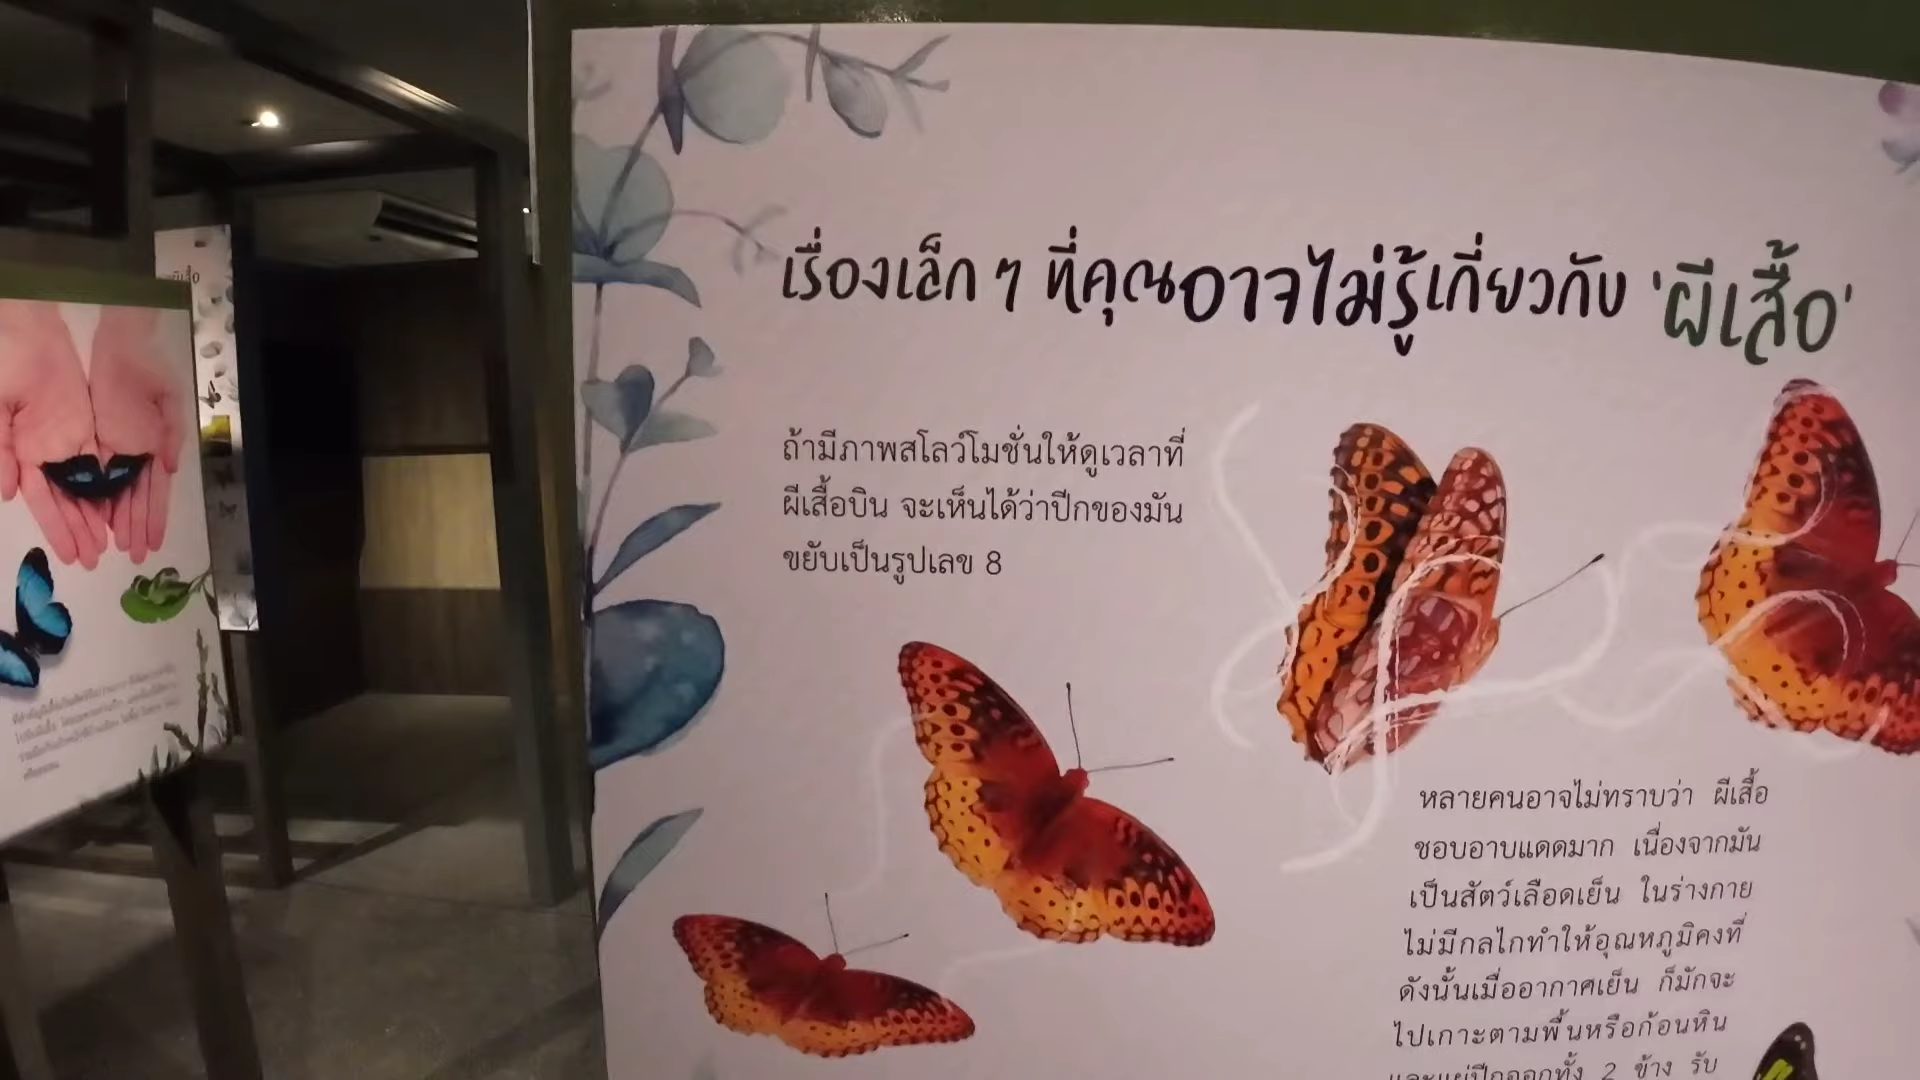 เรื่องเล็ก ๆ ที่คุณอาจไม่รู้เกี่ยวกับ 'ผีเสื้อ'
ถ้ามีภาพสโลว์โมชั่นให้ดูเวลาที่
ผีเสื้อบิน จะเห็นได้ว่าปีกของมัน
ขยับเป็นรูปเลข 8
หลายคนอาจไม่ทราบว่า ผีเสื้อ
ชอบอาบแดดมาก เนื่องจากมัน
เป็นสัตว์เลือดเย็น ในร่างกาย
ไม่มีกลไกทำให้อุณหภูมิคงที่
ดังนั้นเมื่ออากาศเย็น ก็มักจะ
ไปเกาะตามพื้นหรือก้อนหิน
และแผ่ปีกออกทั้ง 2 ข้าง รับ